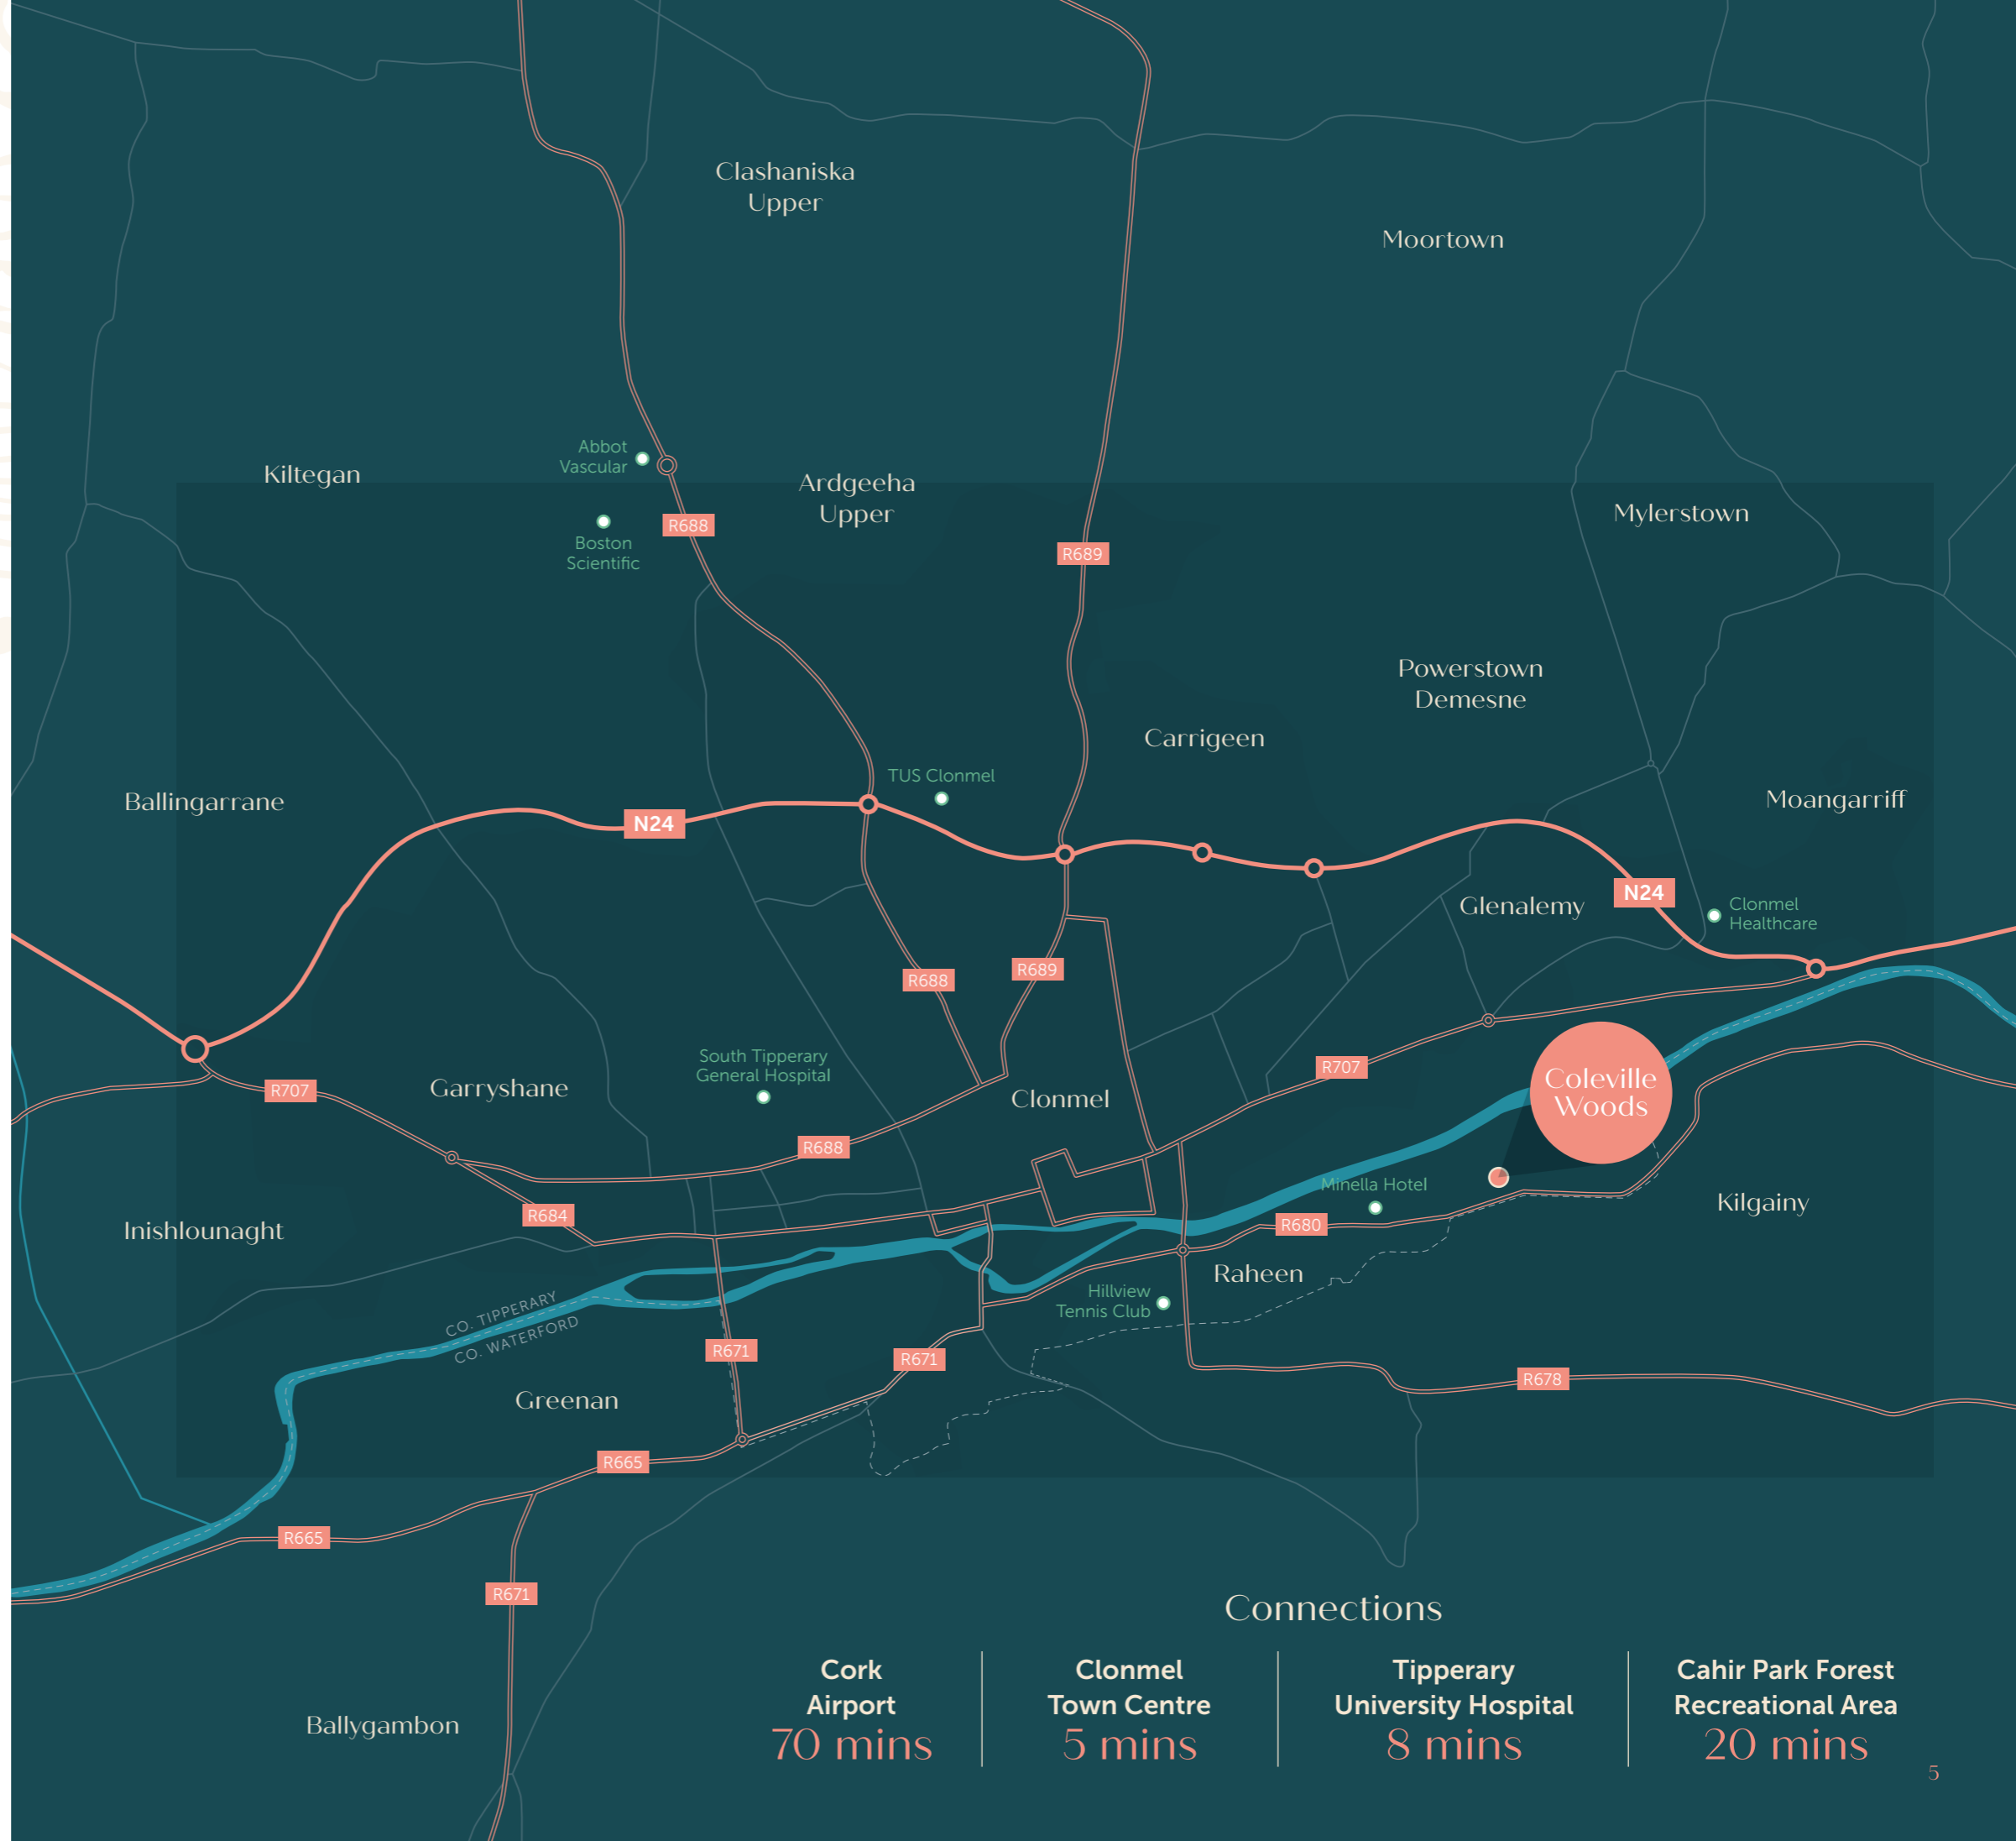 Clashaniska
Upper
Moortown
Abbot
Vascular
Kiltegan
Ardgeeha
Upper
Mylerstown
R688
Boston
Scientific
R689
Powerstown
Demesne
Carrigeen
TUS Clonmel
Ballingarrane
Moangarriff
N24
N24
Glenalemy
Clonmel
Healthcare
R688
R689
South Tipperary
General Hospital
R707
Coleville
Woods
R707
Garryshane
Clonmel
R688
Minella Hotel
Kilgainy
R684
R680
Inishlounaght
Raheen
Hillview
Tennis Club
CO. TIPPERARY
CO. WATERFORD
R671
R671
R678
Greenan
R665
R665
R671
Ballygambon
Connections
Cork
Airport
70 mins
Clonmel
Town Centre
5 mins
Tipperary
University Hospital
8 mins
Cahir Park Forest
Recreational Area
20 mins
5